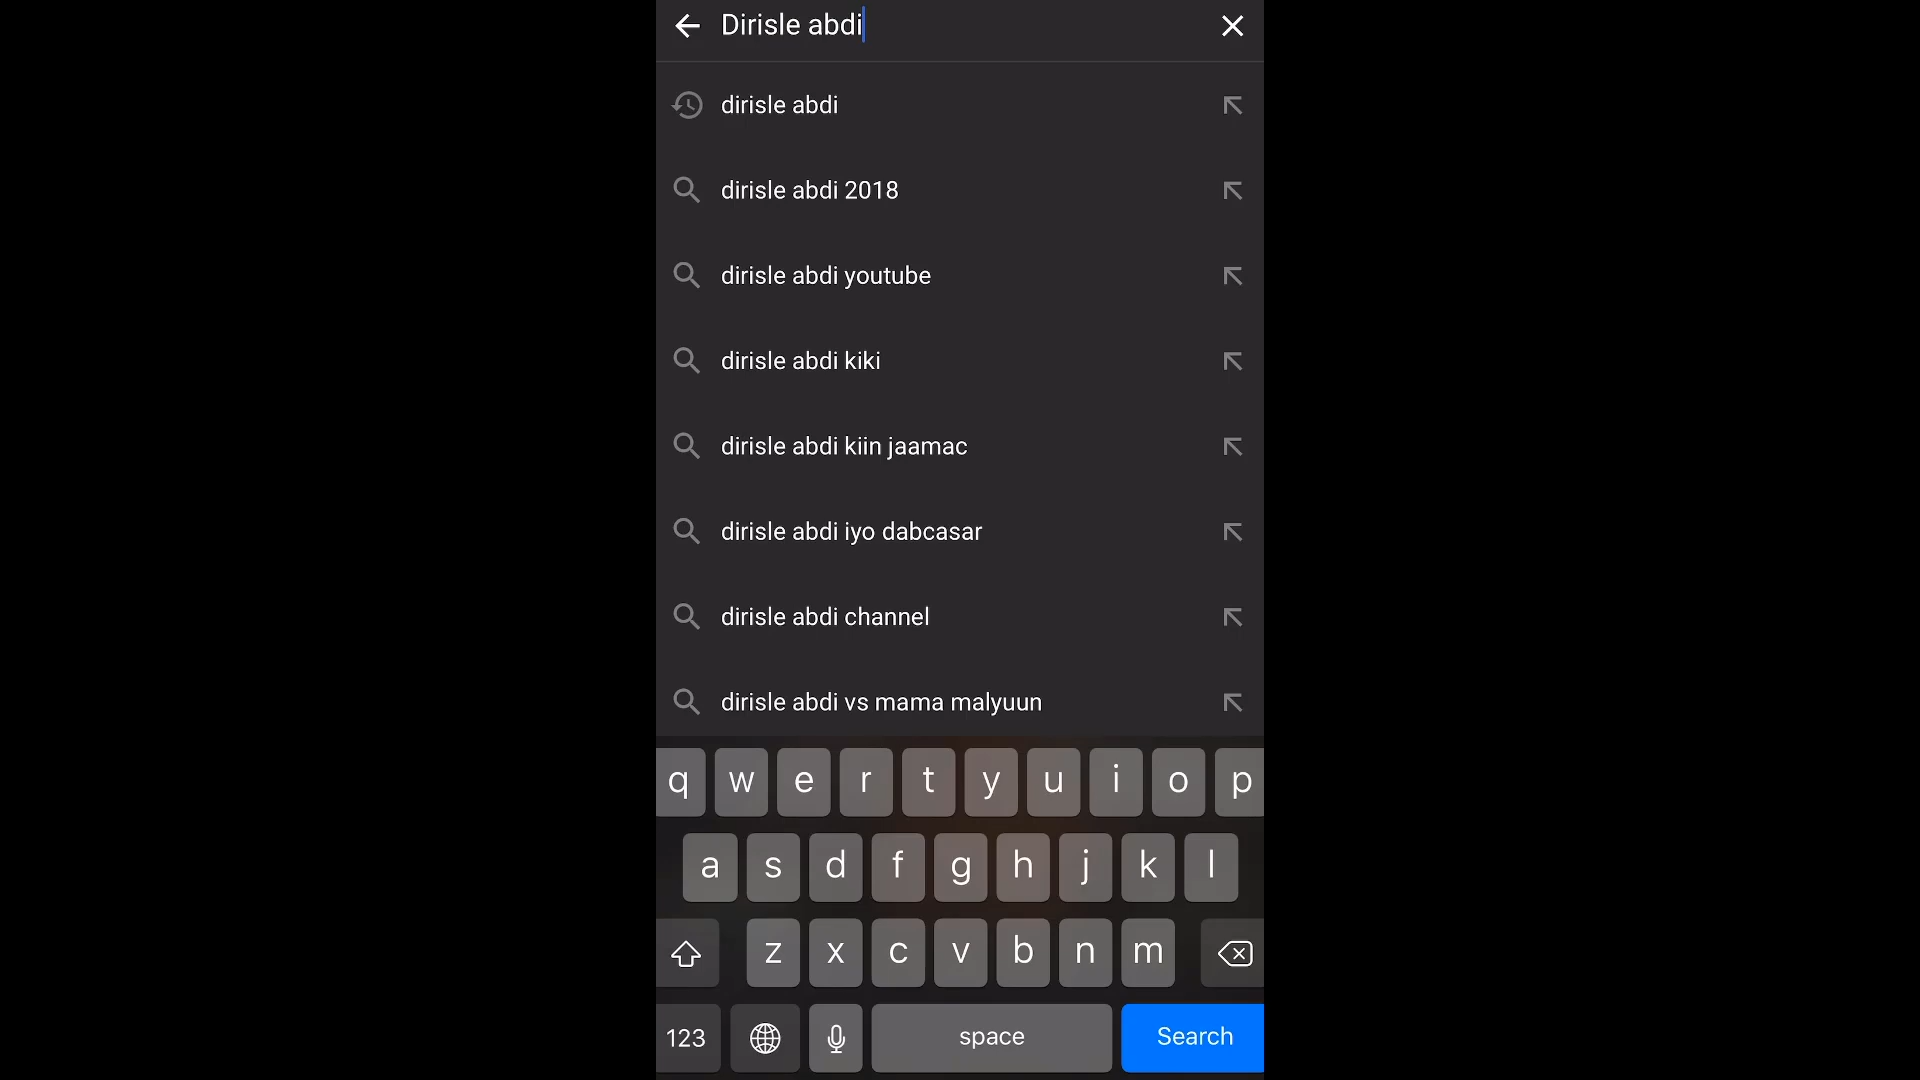 Dirisle abdi
dirisle abdi
dirisle abdi 2018
dirisle abdi youtube
dirisle abdi kiki
dirisle abdi kiin jaamac
dirisle abdi iyo dabcasar
dirisle abdi channel
dirisle abdi vs mama malyuun
q w e r t y u i o p
a s d f g h j k l
z x c v b n m
123 space Search